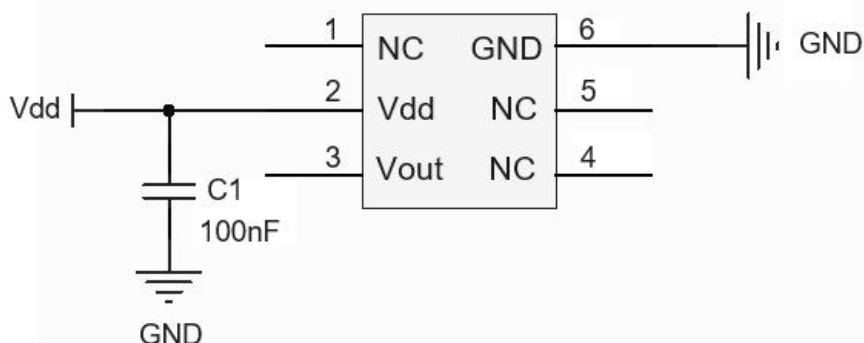 1 NC GND 6 GND
Vdd 2 Vdd NC 5
3 Vout NC 4
C1
100nF
GND